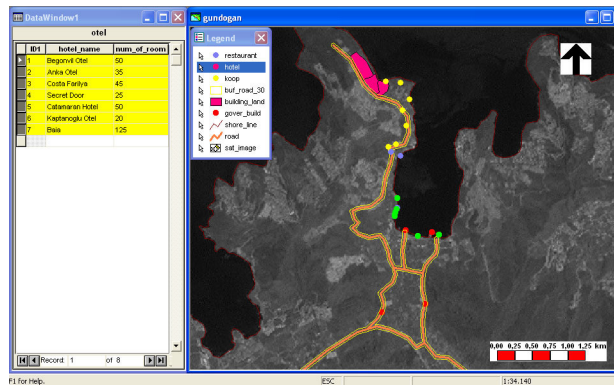 DataWindow1
otel
ID1 hotel_name num_of_room
1 Begonvil Otel 50
2 Anka Otel 35
3 Costa Farilya 45
4 Secret Door 25
5 Catamaran Hotel 50
6 Kaptanoglu Otel 20
7 Baia 125
Record: 1 of 8
gundogan
Legend
restaurant
hotel
koop
buf_road_30
building_land
gover_build
shore_line
road
sat_image
0,00 0,25 0,50 0,75 1,00 1,25
km
F1 for Help.
ESC
1:34.140